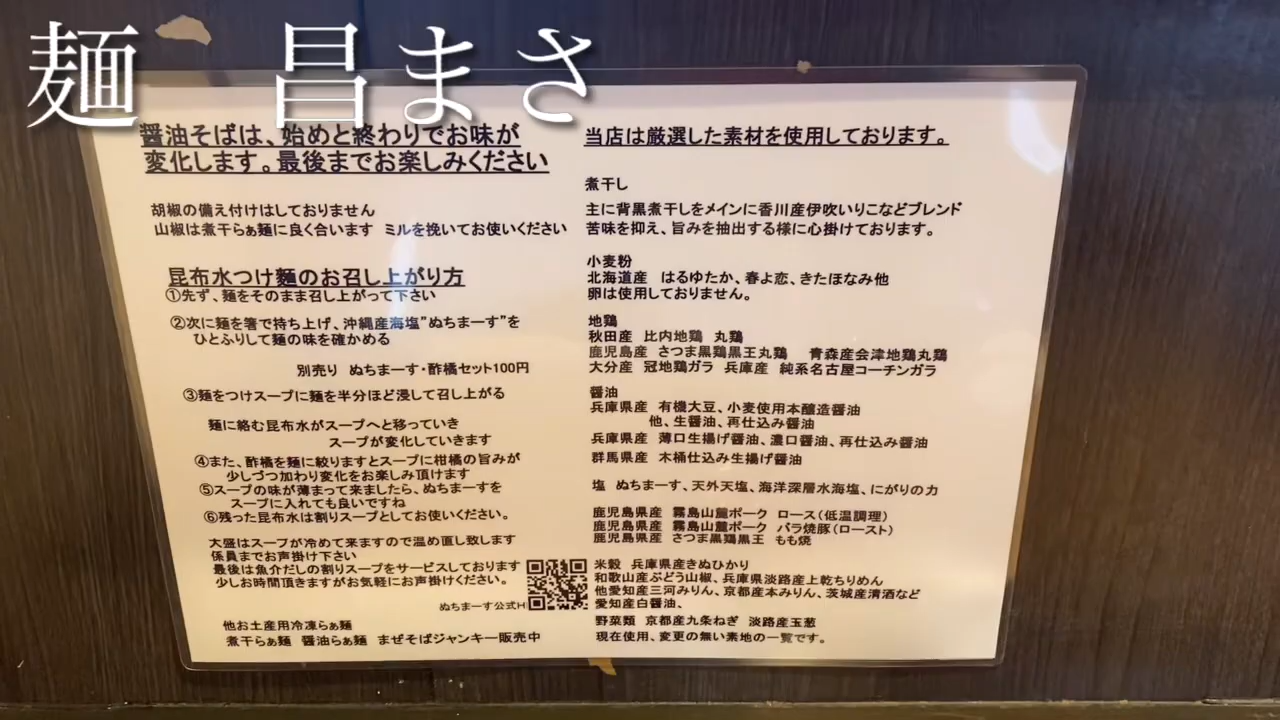 麺 昌まさ
醤油そばは、始めと終わりでお味が
変化します。最後までお楽しみください
胡椒の備え付けはしておりません
山椒は煮干らぁ麺に良く合います ミルを挽いてお使いください
昆布水つけ麺のお召し上がり方
①先ず、麺をそのまま召し上がって下さい
②次に麺を箸で持ち上げ、沖縄産海塩”ぬちまーす”を
ひとふりして麺の味を確かめる
別売り ぬちまーす・酢橘セット100円
③麺をつけスープに麺を半分ほど浸して召し上がる
麺に絡む昆布水がスープへと移っていき
スープが変化していきます
④また、酢橘を麺に絞りますとスープに柑橘の旨みが
少しづつ加わり変化をお楽しみ頂けます
⑤スープの味が薄まって来ましたら、ぬちまーすを
スープに入れても良いですね
⑥残った昆布水は割りスープとしてお使いください。
大盛はスープが冷めて来ますので温め直し致します
係員までお声掛け下さい
最後は魚介だしの割りスープをサービスしております
少しお時間頂きますがお気軽にお声掛けください。
ぬちまーす公式H
他お土産用冷凍らぁ麺
煮干らぁ麺 醤油らぁ麺 まぜそばジャンキー販売中
当店は厳選した素材を使用しております。
煮干し
主に背黒煮干しをメインに香川産伊吹いりこなどブレンド
苦味を抑え、旨みを抽出する様に心掛けております。
小麦粉
北海道産 はるゆたか、春よ恋、きたほなみ他
卵は使用しておりません。
地鶏
秋田産 比内地鶏 丸鶏
鹿児島産 さつま黒鶏黒王丸鶏 青森産会津地鶏丸鶏
大分産 冠地鶏ガラ 兵庫産 純系名古屋コーチンガラ
醤油
兵庫県産 有機大豆、小麦使用本醸造醤油
他、生醤油、再仕込み醤油
兵庫県産 薄口生揚げ醤油、濃口醤油、再仕込み醤油
群馬県産 木桶仕込み生揚げ醤油
塩 ぬちまーす、天外天塩、海洋深層水海塩、にがりの力
鹿児島県産 霧島山麓ポーク ロース(低温調理)
鹿児島県産 霧島山麓ポーク バラ焼豚(ロースト)
鹿児島県産 さつま黒鶏黒王 もも焼
米穀 兵庫県産きぬひかり
和歌山産ぶどう山椒、兵庫県淡路産上乾ちりめん
他愛知産三河みりん、京都産本みりん、茨城産清酒など
愛知産白醤油、
野菜類 京都産九条ねぎ 淡路産玉葱
現在使用、変更の無い素地の一覧です。